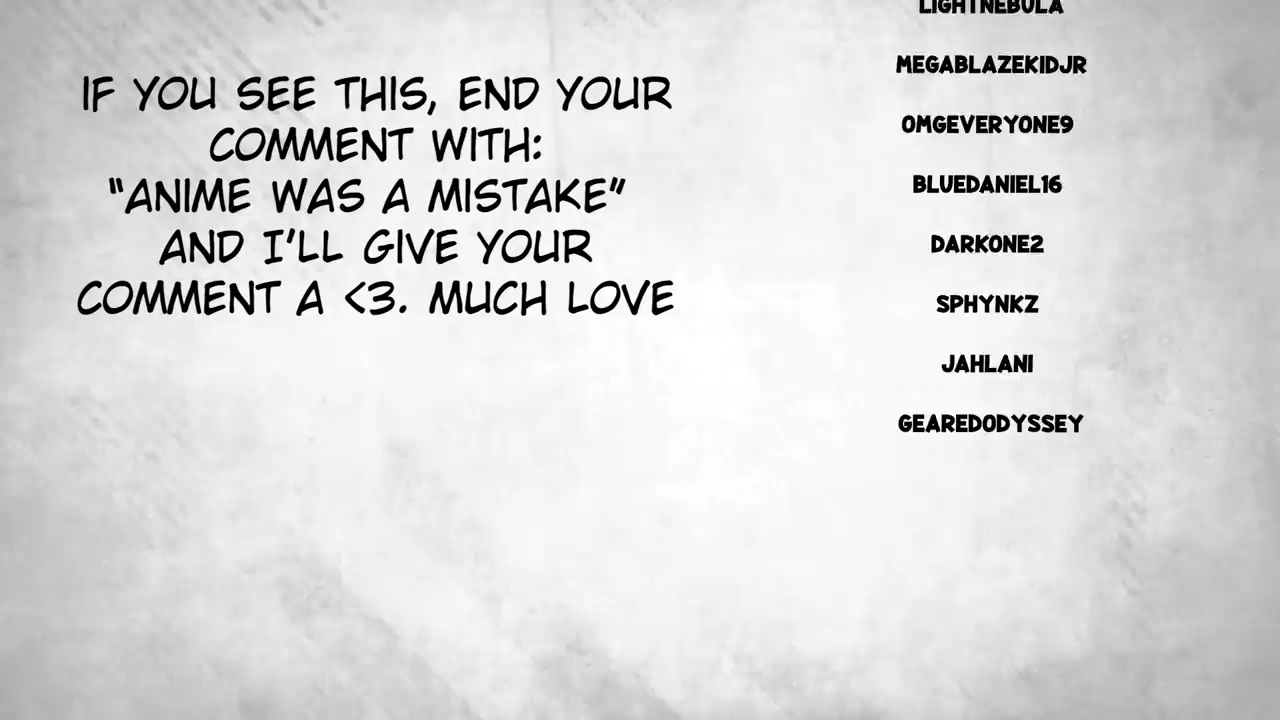 IF YOU SEE THIS, END YOUR
COMMENT WITH:
"ANIME WAS A MISTAKE"
AND I'LL GIVE YOUR
COMMENT A <3. MUCH LOVE
LIGHTNEBULA
MEGABLAZEKIDJR
OMGEVERYONE9
BLUEDANIEL16
DARKONE2
SPHYNKZ
JAHLANI
GEAREDODYSSEY